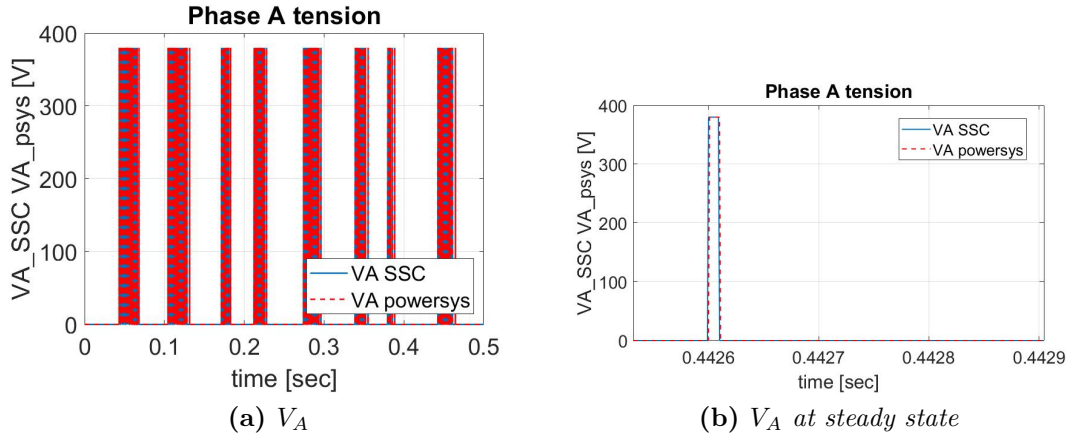 Phase A tension
VA_SSC VA_psys [V]
400
300
200
100
0
0 0.1 0.2 0.3 0.4 0.5
VA SSC
VA powersys
time [sec]
(a) V_A
Phase A tension
VA_SSC VA_psys [V]
400
300
200
100
0
0.4426 0.4427 0.4428 0.4429
VA SSC
VA powersys
time [sec]
(b) V_A at steady state